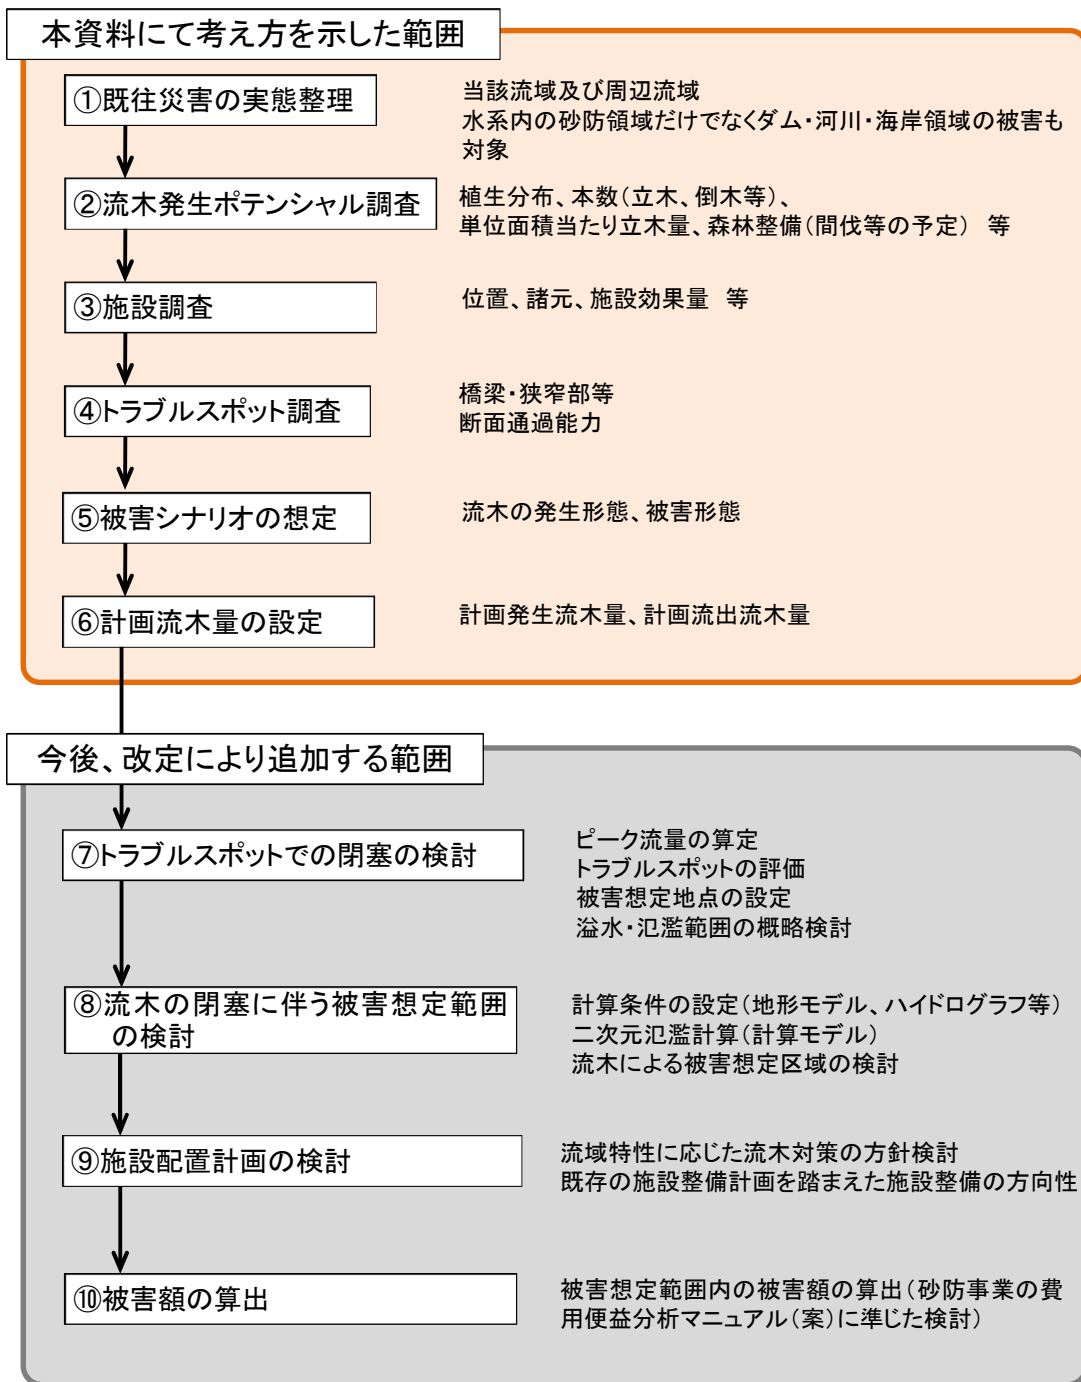 本資料にて考え方を示した範囲
①既往災害の実態整理
当該流域及び周辺流域
水系内の砂防領域だけでなくダム・河川・海岸領域の被害も
対象
②流木発生ポテンシャル調査
植生分布、本数(立木、倒木等)、
単位面積当たり立木量、森林整備(間伐等の予定) 等
③施設調査
位置、諸元、施設効果量 等
④トラブルスポット調査
橋梁・狭窄部等
断面通過能力
⑤被害シナリオの想定
流木の発生形態、被害形態
⑥計画流木量の設定
計画発生流木量、計画流出流木量
今後、改定により追加する範囲
⑦トラブルスポットでの閉塞の検討
ピーク流量の算定
トラブルスポットの評価
被害想定地点の設定
溢水・氾濫範囲の概略検討
⑧流木の閉塞に伴う被害想定範囲
の検討
計算条件の設定(地形モデル、ハイドログラフ等)
二次元氾濫計算(計算モデル)
流木による被害想定区域の検討
⑨施設配置計画の検討
流域特性に応じた流木対策の方針検討
既存の施設整備計画を踏まえた施設整備の方向性
⑩被害額の算出
被害想定範囲内の被害額の算出(砂防事業の費
用便益分析マニュアル(案)に準じた検討)